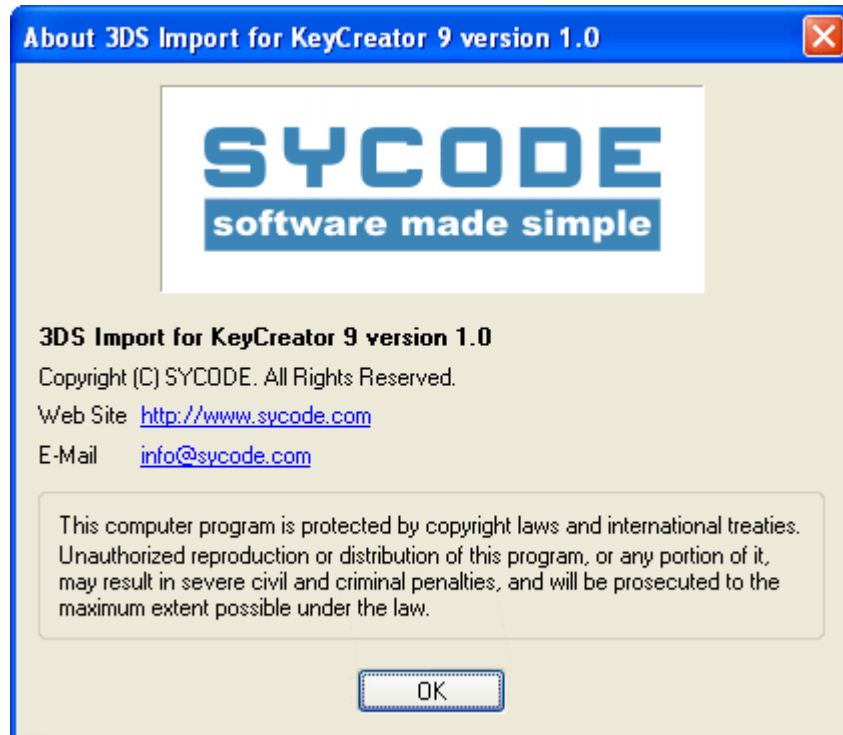 About 3DS Import for KeyCreator 9 version 1.0
SYCODE
software made simple
3DS Import for KeyCreator 9 version 1.0
Copyright (C) SYCODE. All Rights Reserved.
Web Site http://www.sycode.com
E-Mail info@sycode.com
This computer program is protected by copyright laws and international treaties.
Unauthorized reproduction or distribution of this program, or any portion of it,
may result in severe civil and criminal penalties, and will be prosecuted to the
maximum extent possible under the law.
OK